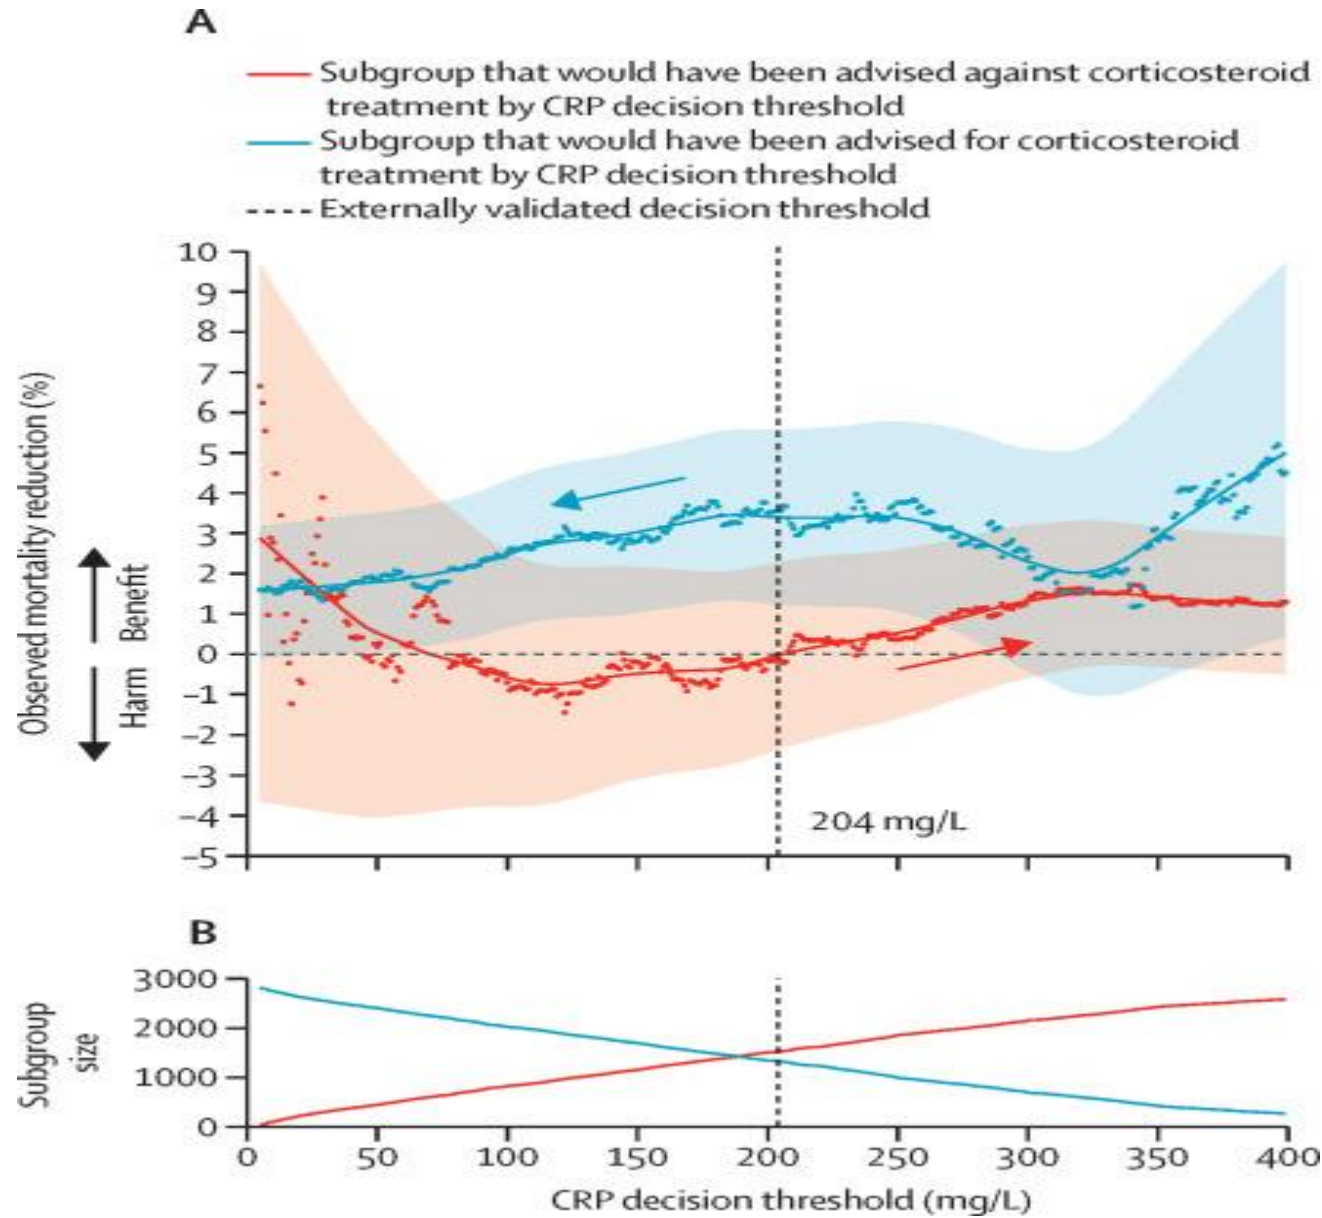 A
Subgroup that would have been advised against corticosteroid
treatment by CRP decision threshold
Subgroup that would have been advised for corticosteroid
treatment by CRP decision threshold
Externally validated decision threshold
Observed mortality reduction (%)
Harm Benefit
10
9
8
7
6
5
4
3
2
1
0
–1
–2
–3
–4
–5
204 mg/L
B
Subgroup
size
3000
2000
1000
0
0 50 100 150 200 250 300 350 400
CRP decision threshold (mg/L)